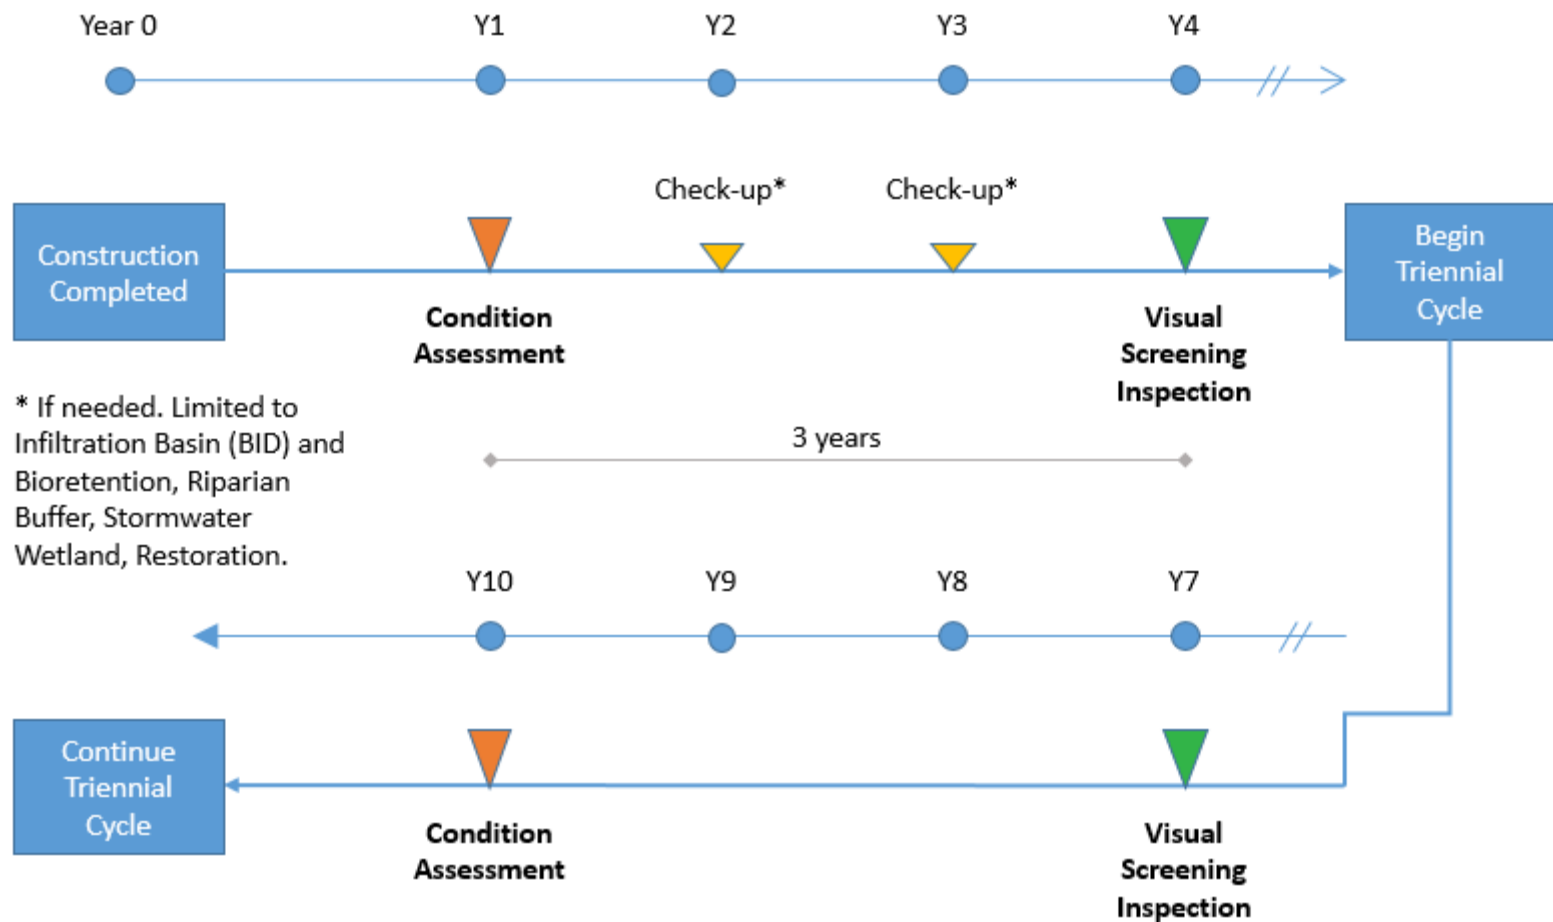 Year 0
Y1
Y2
Y3
Y4
Check-up*
Check-up*
Construction
Completed
Begin
Triennial
Cycle
Condition
Assessment
Visual
Screening
Inspection
* If needed. Limited to
Infiltration Basin (BID) and
Bioretention, Riparian
Buffer, Stormwater
Wetland, Restoration.
3 years
Y10
Y9
Y8
Y7
Continue
Triennial
Cycle
Condition
Assessment
Visual
Screening
Inspection